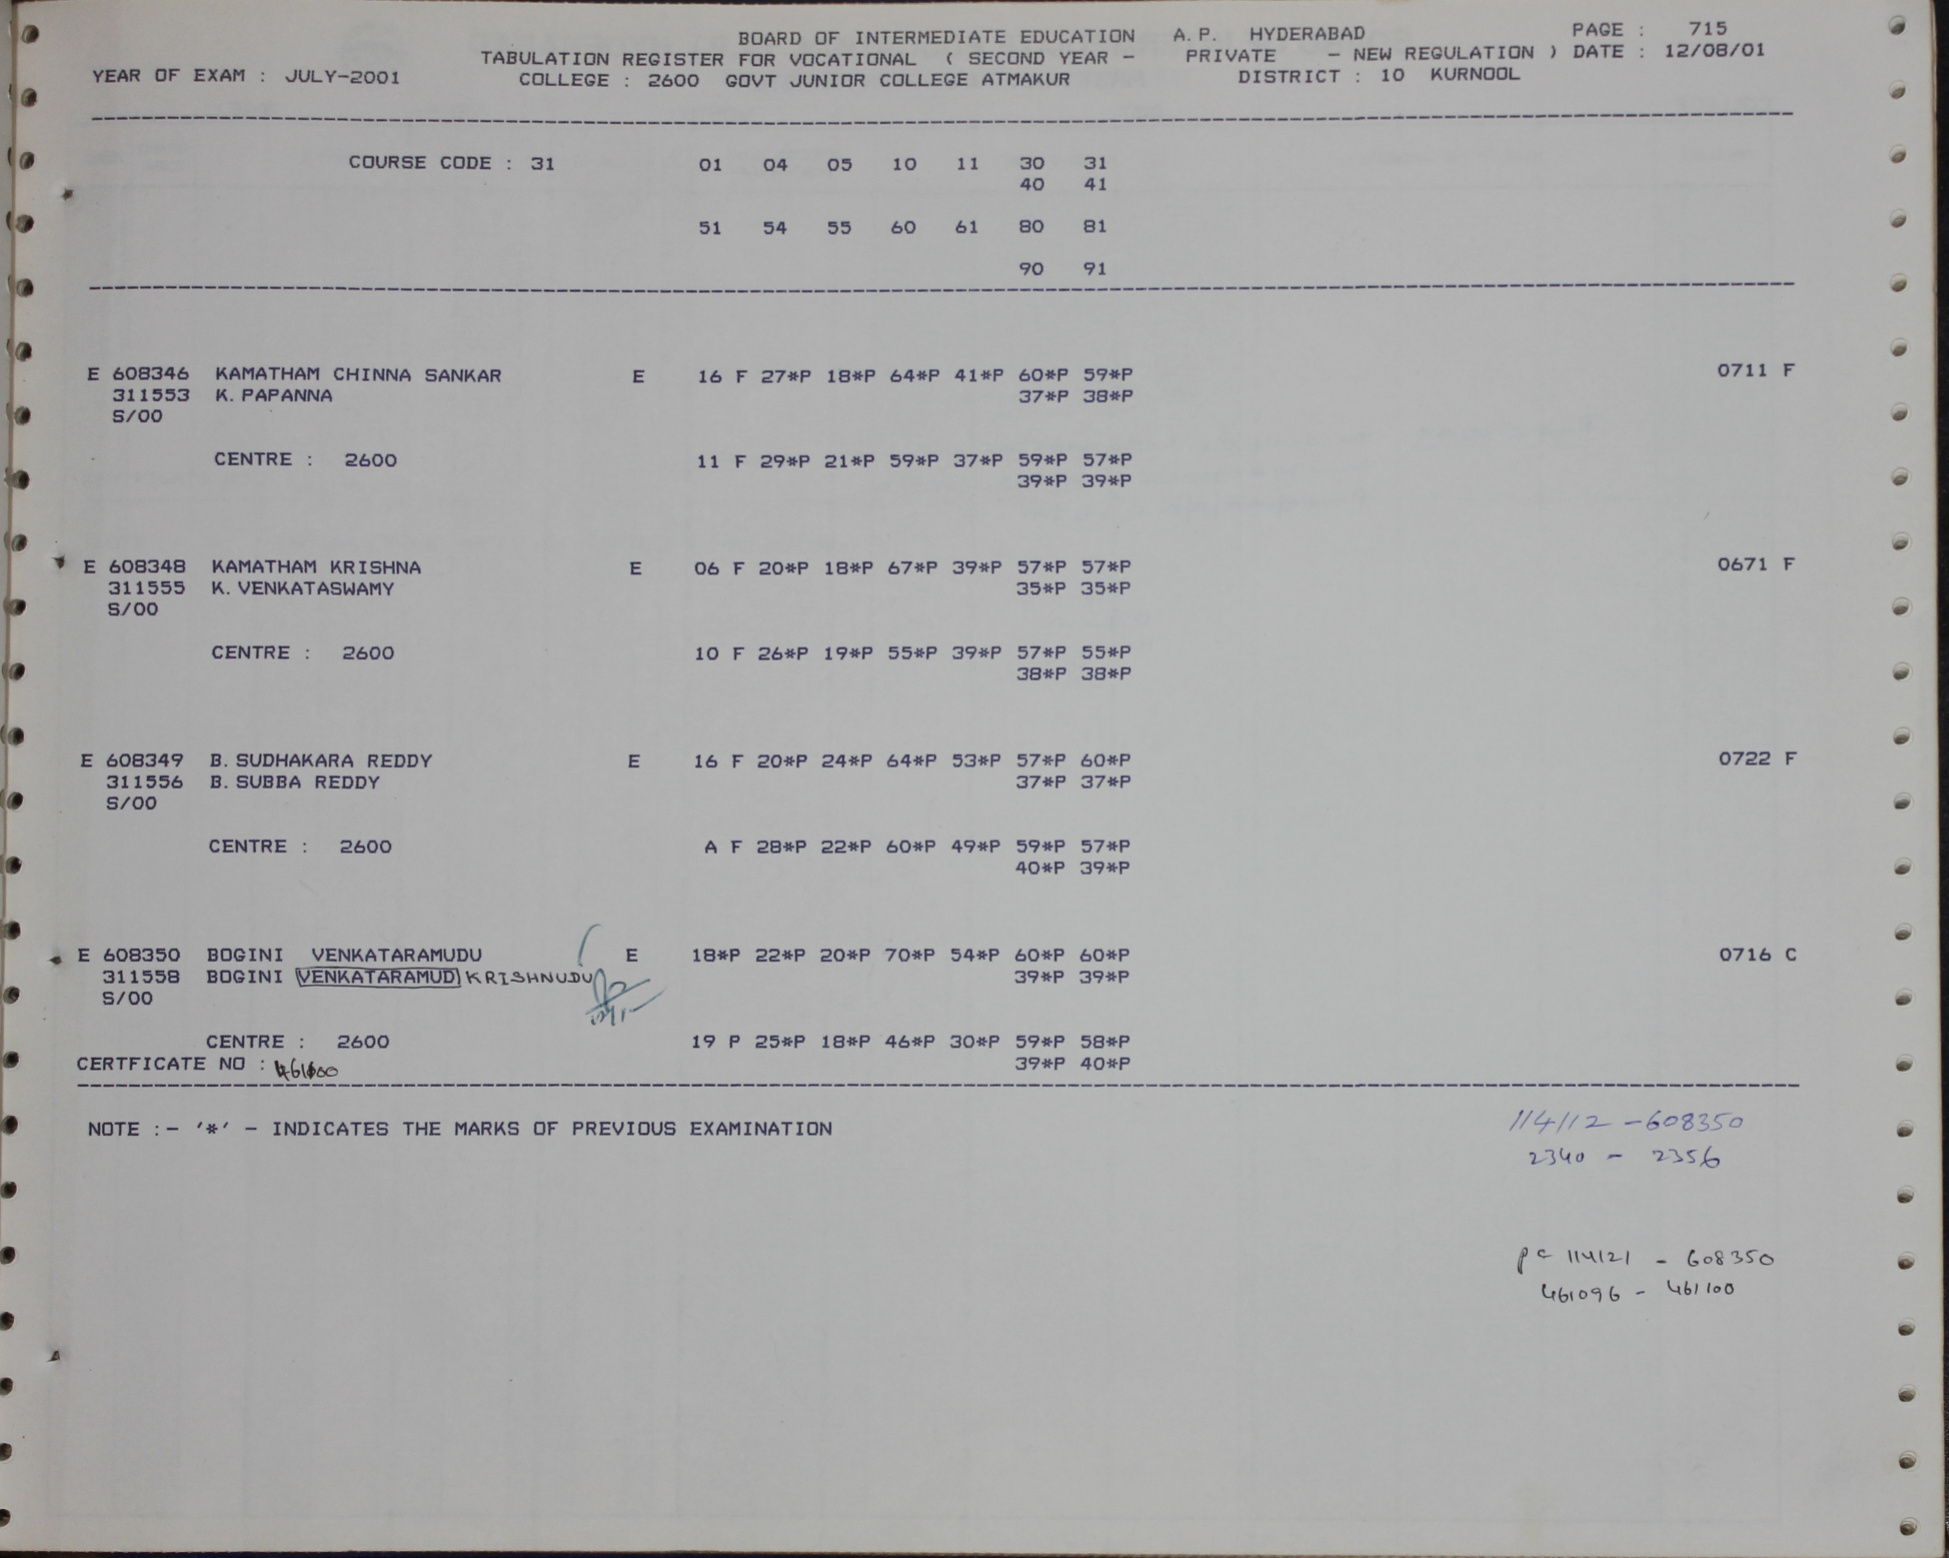 BOARD OF INTERMEDIATE EDUCATION A.P. HYDERABAD PAGE : 715
TABULATION REGISTER FOR VOCATIONAL ( SECOND YEAR - PRIVATE - NEW REGULATION ) DATE : 12/08/01
YEAR OF EXAM : JULY-2001 COLLEGE : 2600 GOVT JUNIOR COLLEGE ATMAKUR DISTRICT : 10 KURNOOL
COURSE CODE : 31 01 04 05 10 11 30 31
40 41
51 54 55 60 61 80 81
90 91
E 608346 KAMATHAM CHINNA SANKAR E 16 F 27*P 18*P 64*P 41*P 60*P 59*P 0711 F
311553 K. PAPANNA 37*P 38*P
S/00
CENTRE : 2600 11 F 29*P 21*P 59*P 37*P 59*P 57*P
39*P 39*P
E 608348 KAMATHAM KRISHNA E 06 F 20*P 18*P 67*P 39*P 57*P 57*P 0671 F
311555 K. VENKATASWAMY 35*P 35*P
S/00
CENTRE : 2600 10 F 26*P 19*P 55*P 39*P 57*P 55*P
38*P 38*P
E 608349 B. SUDHAKARA REDDY E 16 F 20*P 24*P 64*P 53*P 57*P 60*P 0722 F
311556 B. SUBBA REDDY 37*P 37*P
S/00
CENTRE : 2600 A F 28*P 22*P 60*P 49*P 59*P 57*P
40*P 39*P
E 608350 BOGINI VENKATARAMUDU E 18*P 22*P 20*P 70*P 54*P 60*P 60*P 0716 C
311558 BOGINI VENKATARAMUD KRISHNUDU 39*P 39*P
S/00
CENTRE : 2600 19 P 25*P 18*P 46*P 30*P 59*P 58*P
CERTFICATE NO : 39*P 40*P
NOTE :- '*' - INDICATES THE MARKS OF PREVIOUS EXAMINATION
114112 - 608350
2340 - 2356
114121 - 608350
461096 - 461100